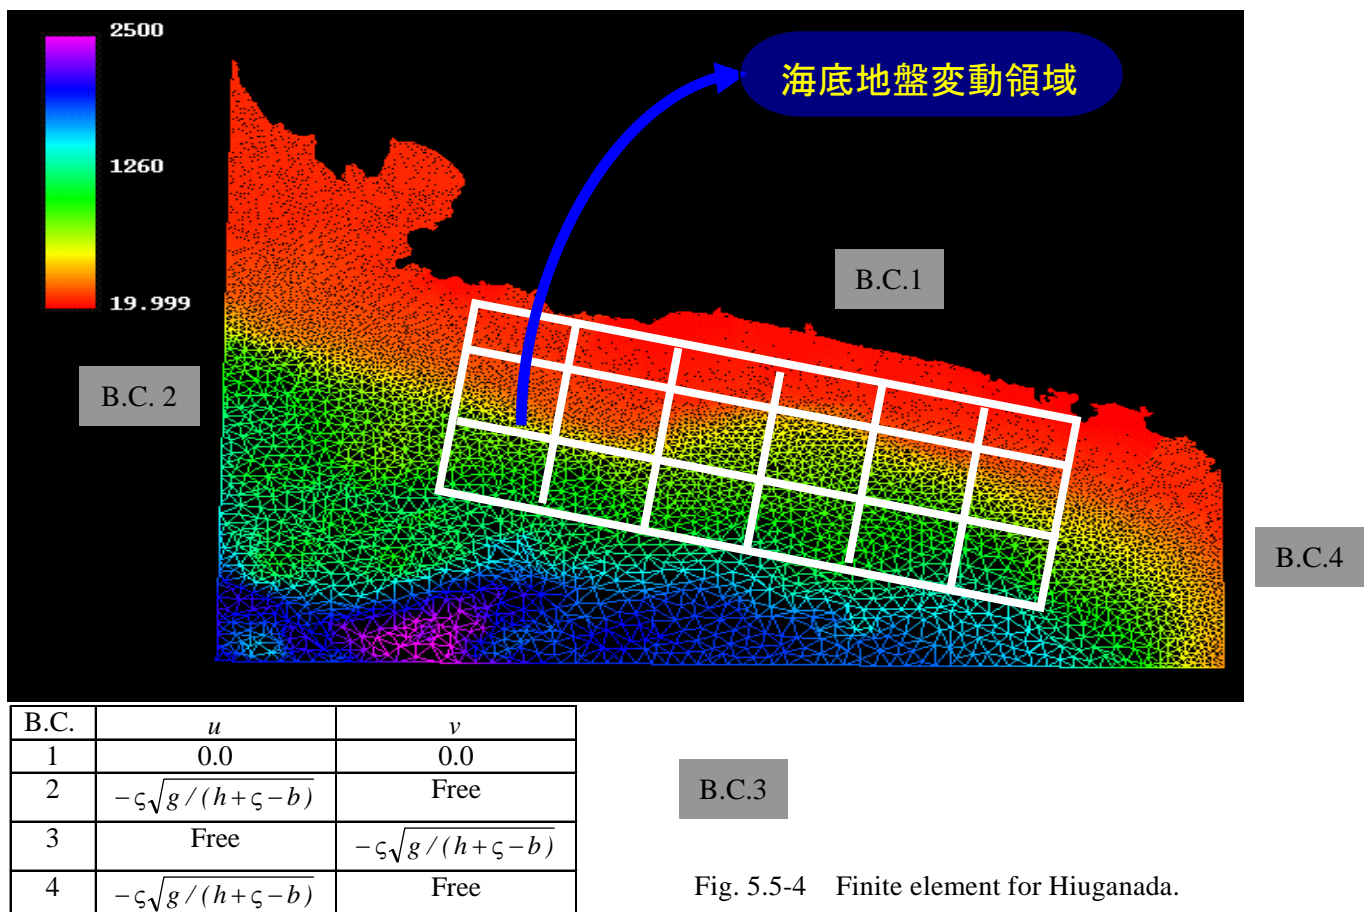 2500
海底地盤変動領域
1260
B.C.1
19.999
B.C. 2
B.C.4
B.C. u v
1 0.0 0.0
2 −ς√g/(h+ς−b) Free
3 Free −ς√g/(h+ς−b)
4 −ς√g/(h+ς−b) Free
B.C.3
Fig. 5.5-4 Finite element for Hiuganada.